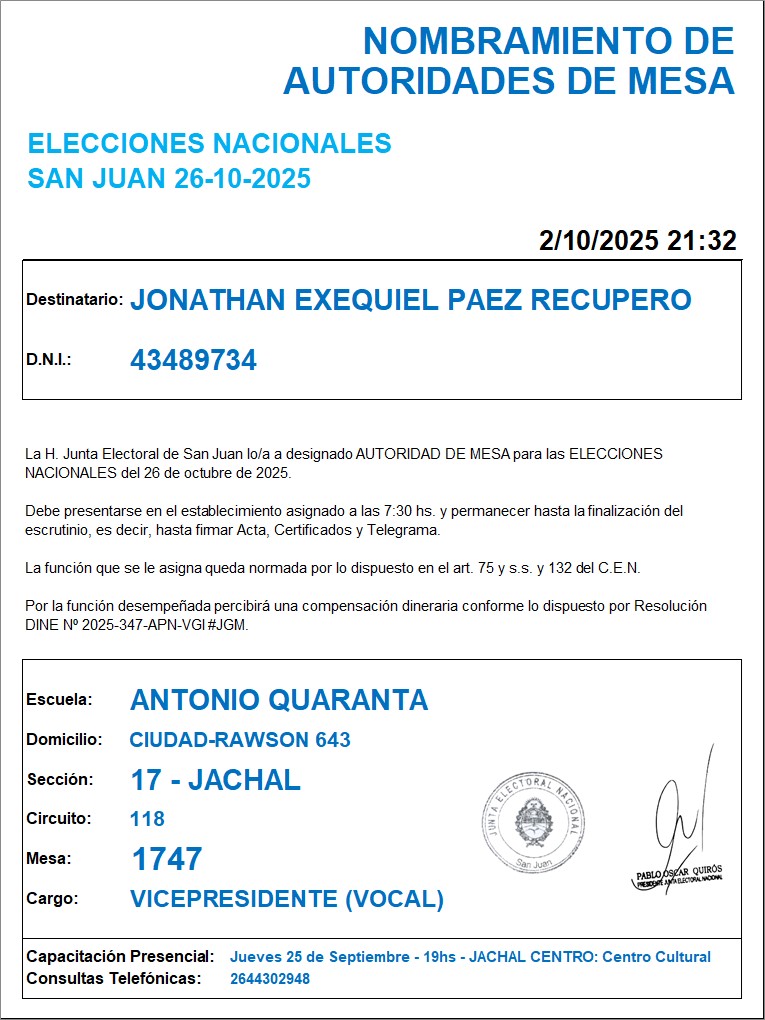 NOMBRAMIENTO DE
AUTORIDADES DE MESA
ELECCIONES NACIONALES
SAN JUAN 26-10-2025
2/10/2025 21:32
Destinatario: JONATHAN EXEQUIEL PAEZ RECUPERO
D.N.I.: 43489734
La H. Junta Electoral de San Juan lo/a a designado AUTORIDAD DE MESA para las ELECCIONES
NACIONALES del 26 de octubre de 2025.
Debe presentarse en el establecimiento asignado a las 7:30 hs. y permanecer hasta la finalización del
escrutinio, es decir, hasta firmar Acta, Certificados y Telegrama.
La función que se le asigna queda normada por lo dispuesto en el art. 75 y s.s. y 132 del C.E.N.
Por la función desempeñada percibirá una compensación dineraria conforme lo dispuesto por Resolución
DINE Nº 2025-347-APN-VGI#JGM.
Escuela: ANTONIO QUARANTA
Domicilio: CIUDAD-RAWSON 643
Sección: 17 - JACHAL
Circuito: 118
Mesa: 1747
Cargo: VICEPRESIDENTE (VOCAL)
JUNTA ELECTORAL NACIONAL
San Juan
PABLO OSCAR QUIRÓS
PRESIDENTE JUNTA ELECTORAL NACIONAL
Capacitación Presencial: Jueves 25 de Septiembre - 19hs - JACHAL CENTRO: Centro Cultural
Consultas Telefónicas: 2644302948